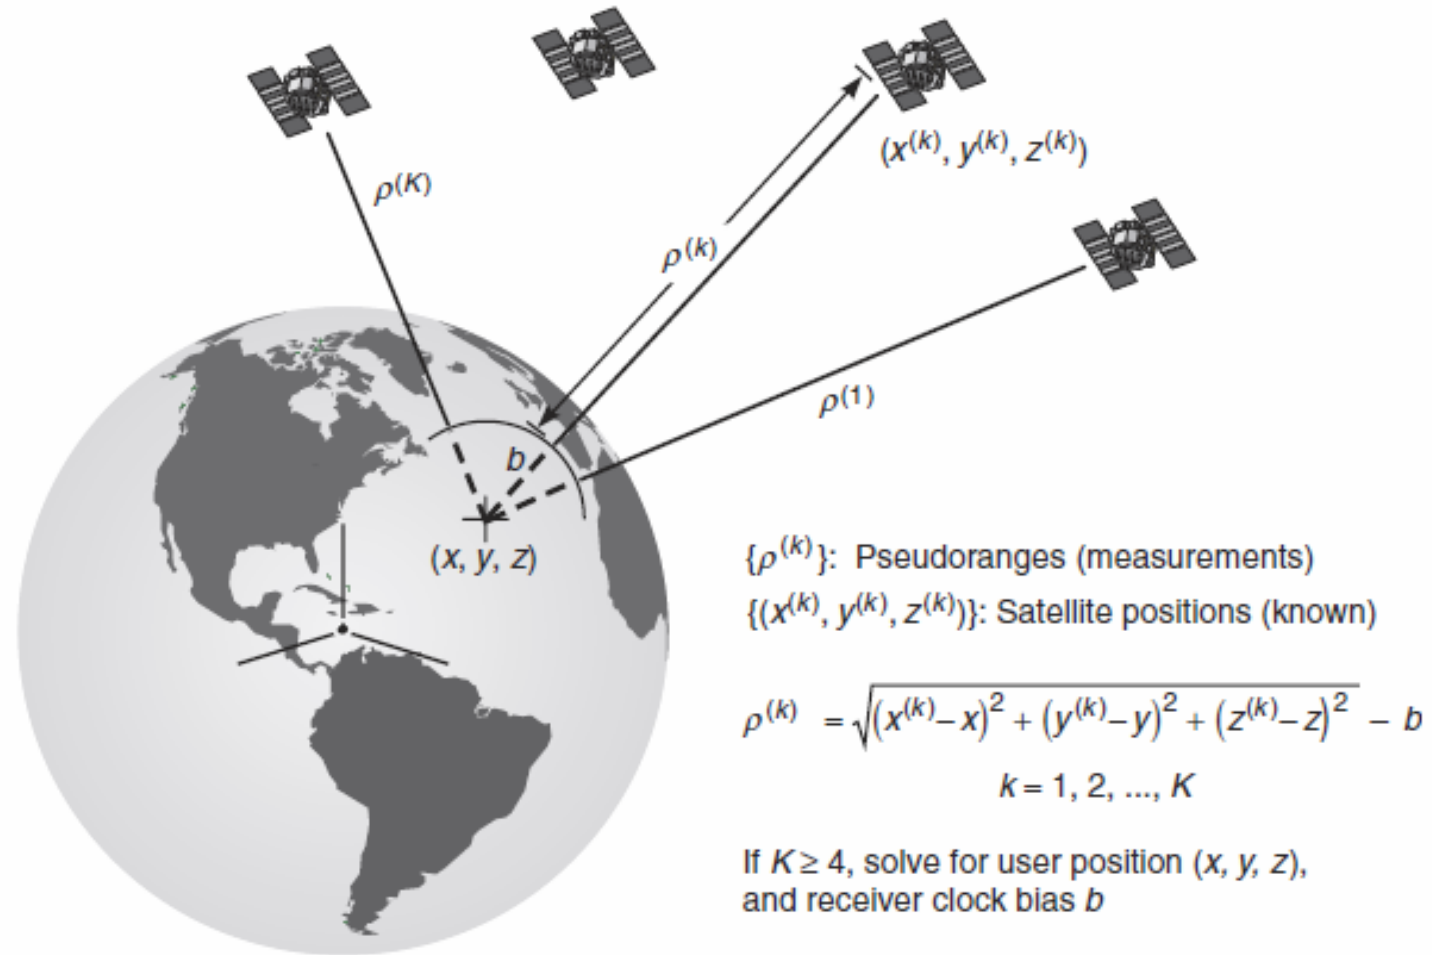 (x⁽ᵏ⁾, y⁽ᵏ⁾, z⁽ᵏ⁾)
ρ⁽ᴷ⁾
ρ⁽ᵏ⁾
ρ⁽¹⁾
b
(x, y, z)
{ρ⁽ᵏ⁾}: Pseudoranges (measurements)
{(x⁽ᵏ⁾, y⁽ᵏ⁾, z⁽ᵏ⁾)}: Satellite positions (known)
ρ⁽ᵏ⁾ = √(x⁽ᵏ⁾–x)² + (y⁽ᵏ⁾–y)² + (z⁽ᵏ⁾–z)² – b
k = 1, 2, ..., K
If K ≥ 4, solve for user position (x, y, z),
and receiver clock bias b